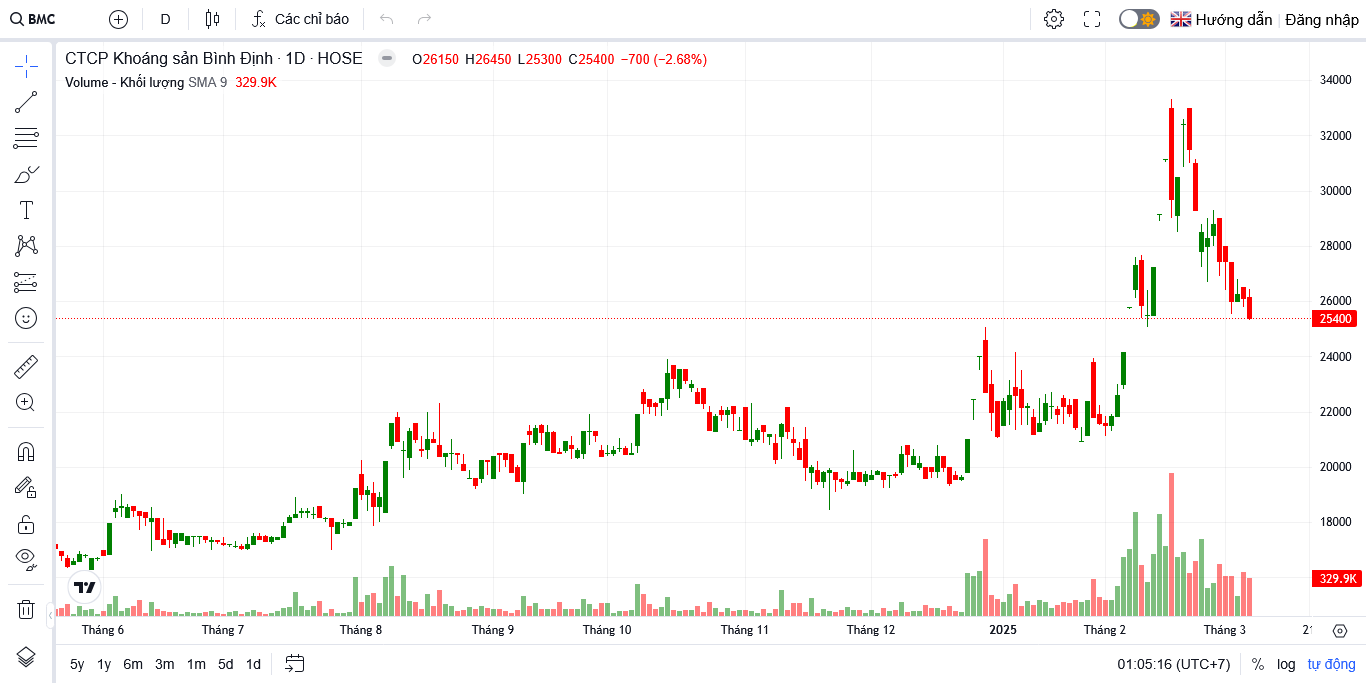 BMC D Các chỉ báo Hướng dẫn Đăng nhập
CTCP Khoáng sản Bình Định · 1D · HOSE O26150 H26450 L25300 C25400 −700 (−2.68%)
Volume - Khối lượng SMA 9 329.9K
34000
32000
30000
28000
26000
25400
24000
22000
20000
18000
329.9K
Tháng 6 Tháng 7 Tháng 8 Tháng 9 Tháng 10 Tháng 11 Tháng 12 2025 Tháng 2 Tháng 3
5y 1y 6m 3m 1m 5d 1d 01:05:16 (UTC+7) % log tự động